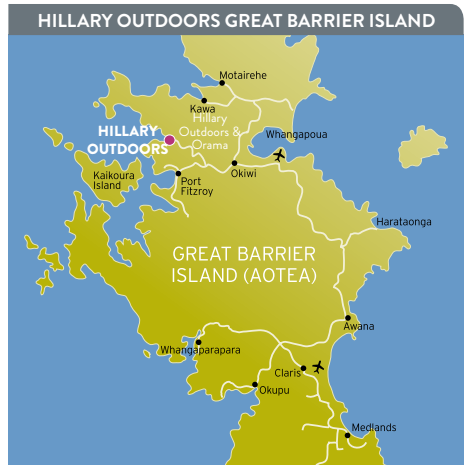 HILLARY OUTDOORS GREAT BARRIER ISLAND
Motairehe
Kawa
Hillary
Outdoors &
Orama
HILLARY
OUTDOORS
Whangapoua
Kaikoura
Island
Port
Fitzroy
Okiwi
Harataonga
GREAT BARRIER
ISLAND (AOTEA)
Awana
Whangaparapara
Claris
Okupu
Medlands